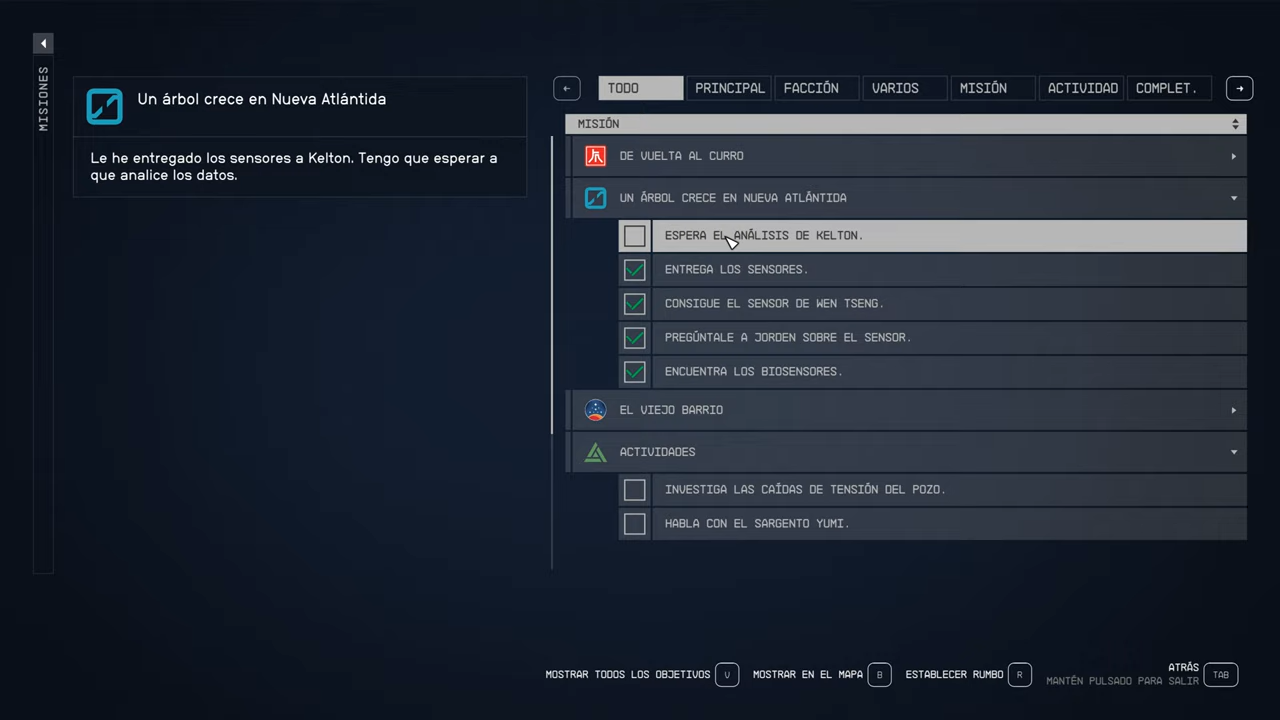 MISIONES
Un árbol crece en Nueva Atlántida
Le he entregado los sensores a Kelton. Tengo que esperar a
que analice los datos.
TODO
PRINCIPAL
FACCIÓN
VARIOS
MISIÓN
ACTIVIDAD
COMPLET.
MISIÓN
DE VUELTA AL CURRO
UN ÁRBOL CRECE EN NUEVA ATLÁNTIDA
ESPERA EL ANÁLISIS DE KELTON.
ENTREGA LOS SENSORES.
CONSIGUE EL SENSOR DE WEN TSENG.
PREGÚNTALE A JORDEN SOBRE EL SENSOR.
ENCUENTRA LOS BIOSENSORES.
EL VIEJO BARRIO
ACTIVIDADES
INVESTIGA LAS CAÍDAS DE TENSIÓN DEL POZO.
HABLA CON EL SARGENTO YUMI.
MOSTRAR TODOS LOS OBJETIVOS V
MOSTRAR EN EL MAPA B
ESTABLECER RUMBO R
ATRÁS
MANTÉN PULSADO PARA SALIR
TAB